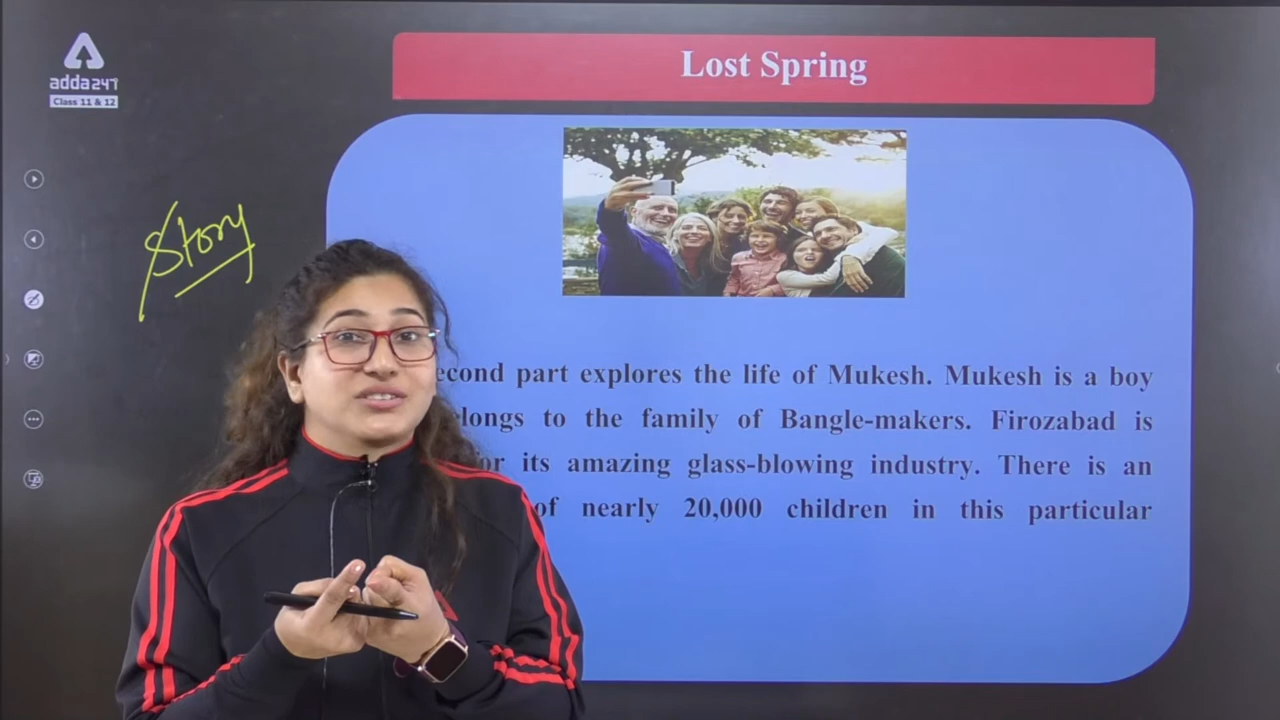 adda247
Class 11 & 12
Lost Spring
Story
econd part explores the life of Mukesh. Mukesh is a boy
elongs to the family of Bangle-makers. Firozabad is
or its amazing glass-blowing industry. There is an
of nearly 20,000 children in this particular